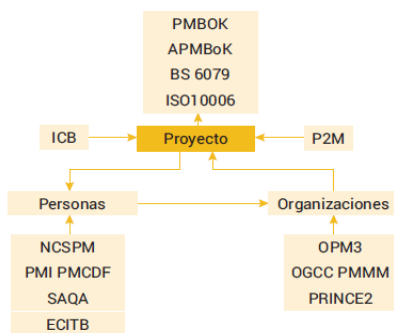 PMBOK
APMBoK
BS 6079
ISO10006
ICB
Proyecto
P2M
Personas
Organizaciones
NCSPM
PMI PMCDF
SAQA
ECITB
OPM3
OGCC PMMM
PRINCE2